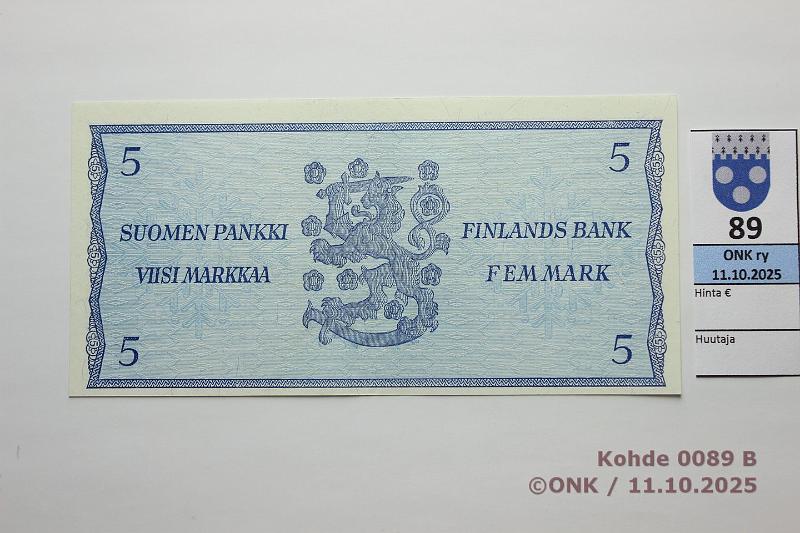 5
5
SUOMEN PANKKI
VIISI MARKKAA
FINLANDS BANK
FEM MARK
5
5
89
ONK ry
11.10.2025
Hinta €
Huutaja
Kohde 0089 B
©ONK / 11.10.2025